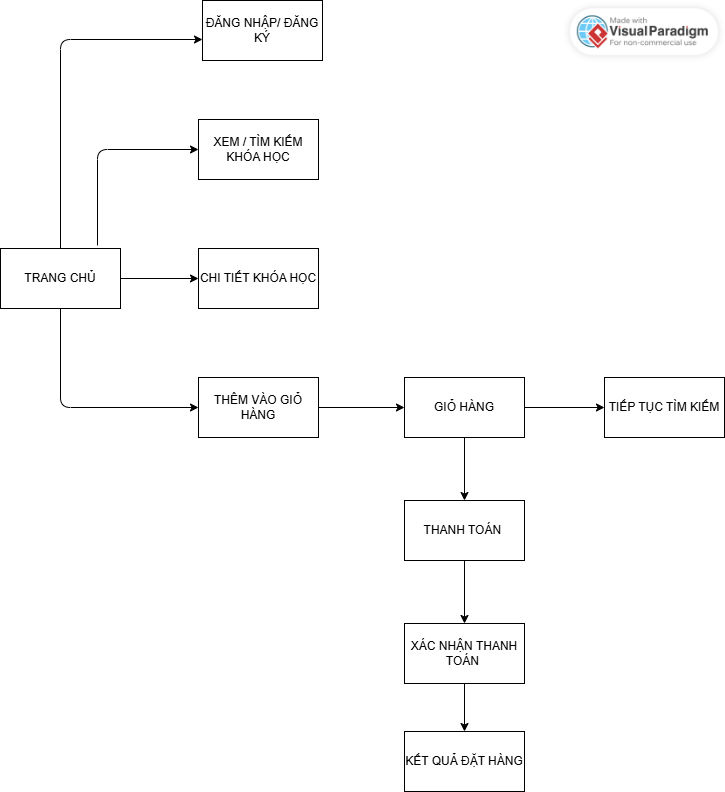 ĐĂNG NHẬP/ ĐĂNG
KÝ
Made with
VisualParadigm
For non-commercial use
XEM / TÌM KIẾM
KHÓA HỌC
TRANG CHỦ
CHI TIẾT KHÓA HỌC
THÊM VÀO GIỎ
HÀNG
GIỎ HÀNG
TIẾP TỤC TÌM KIẾM
THANH TOÁN
XÁC NHẬN THANH
TOÁN
KẾT QUẢ ĐẶT HÀNG